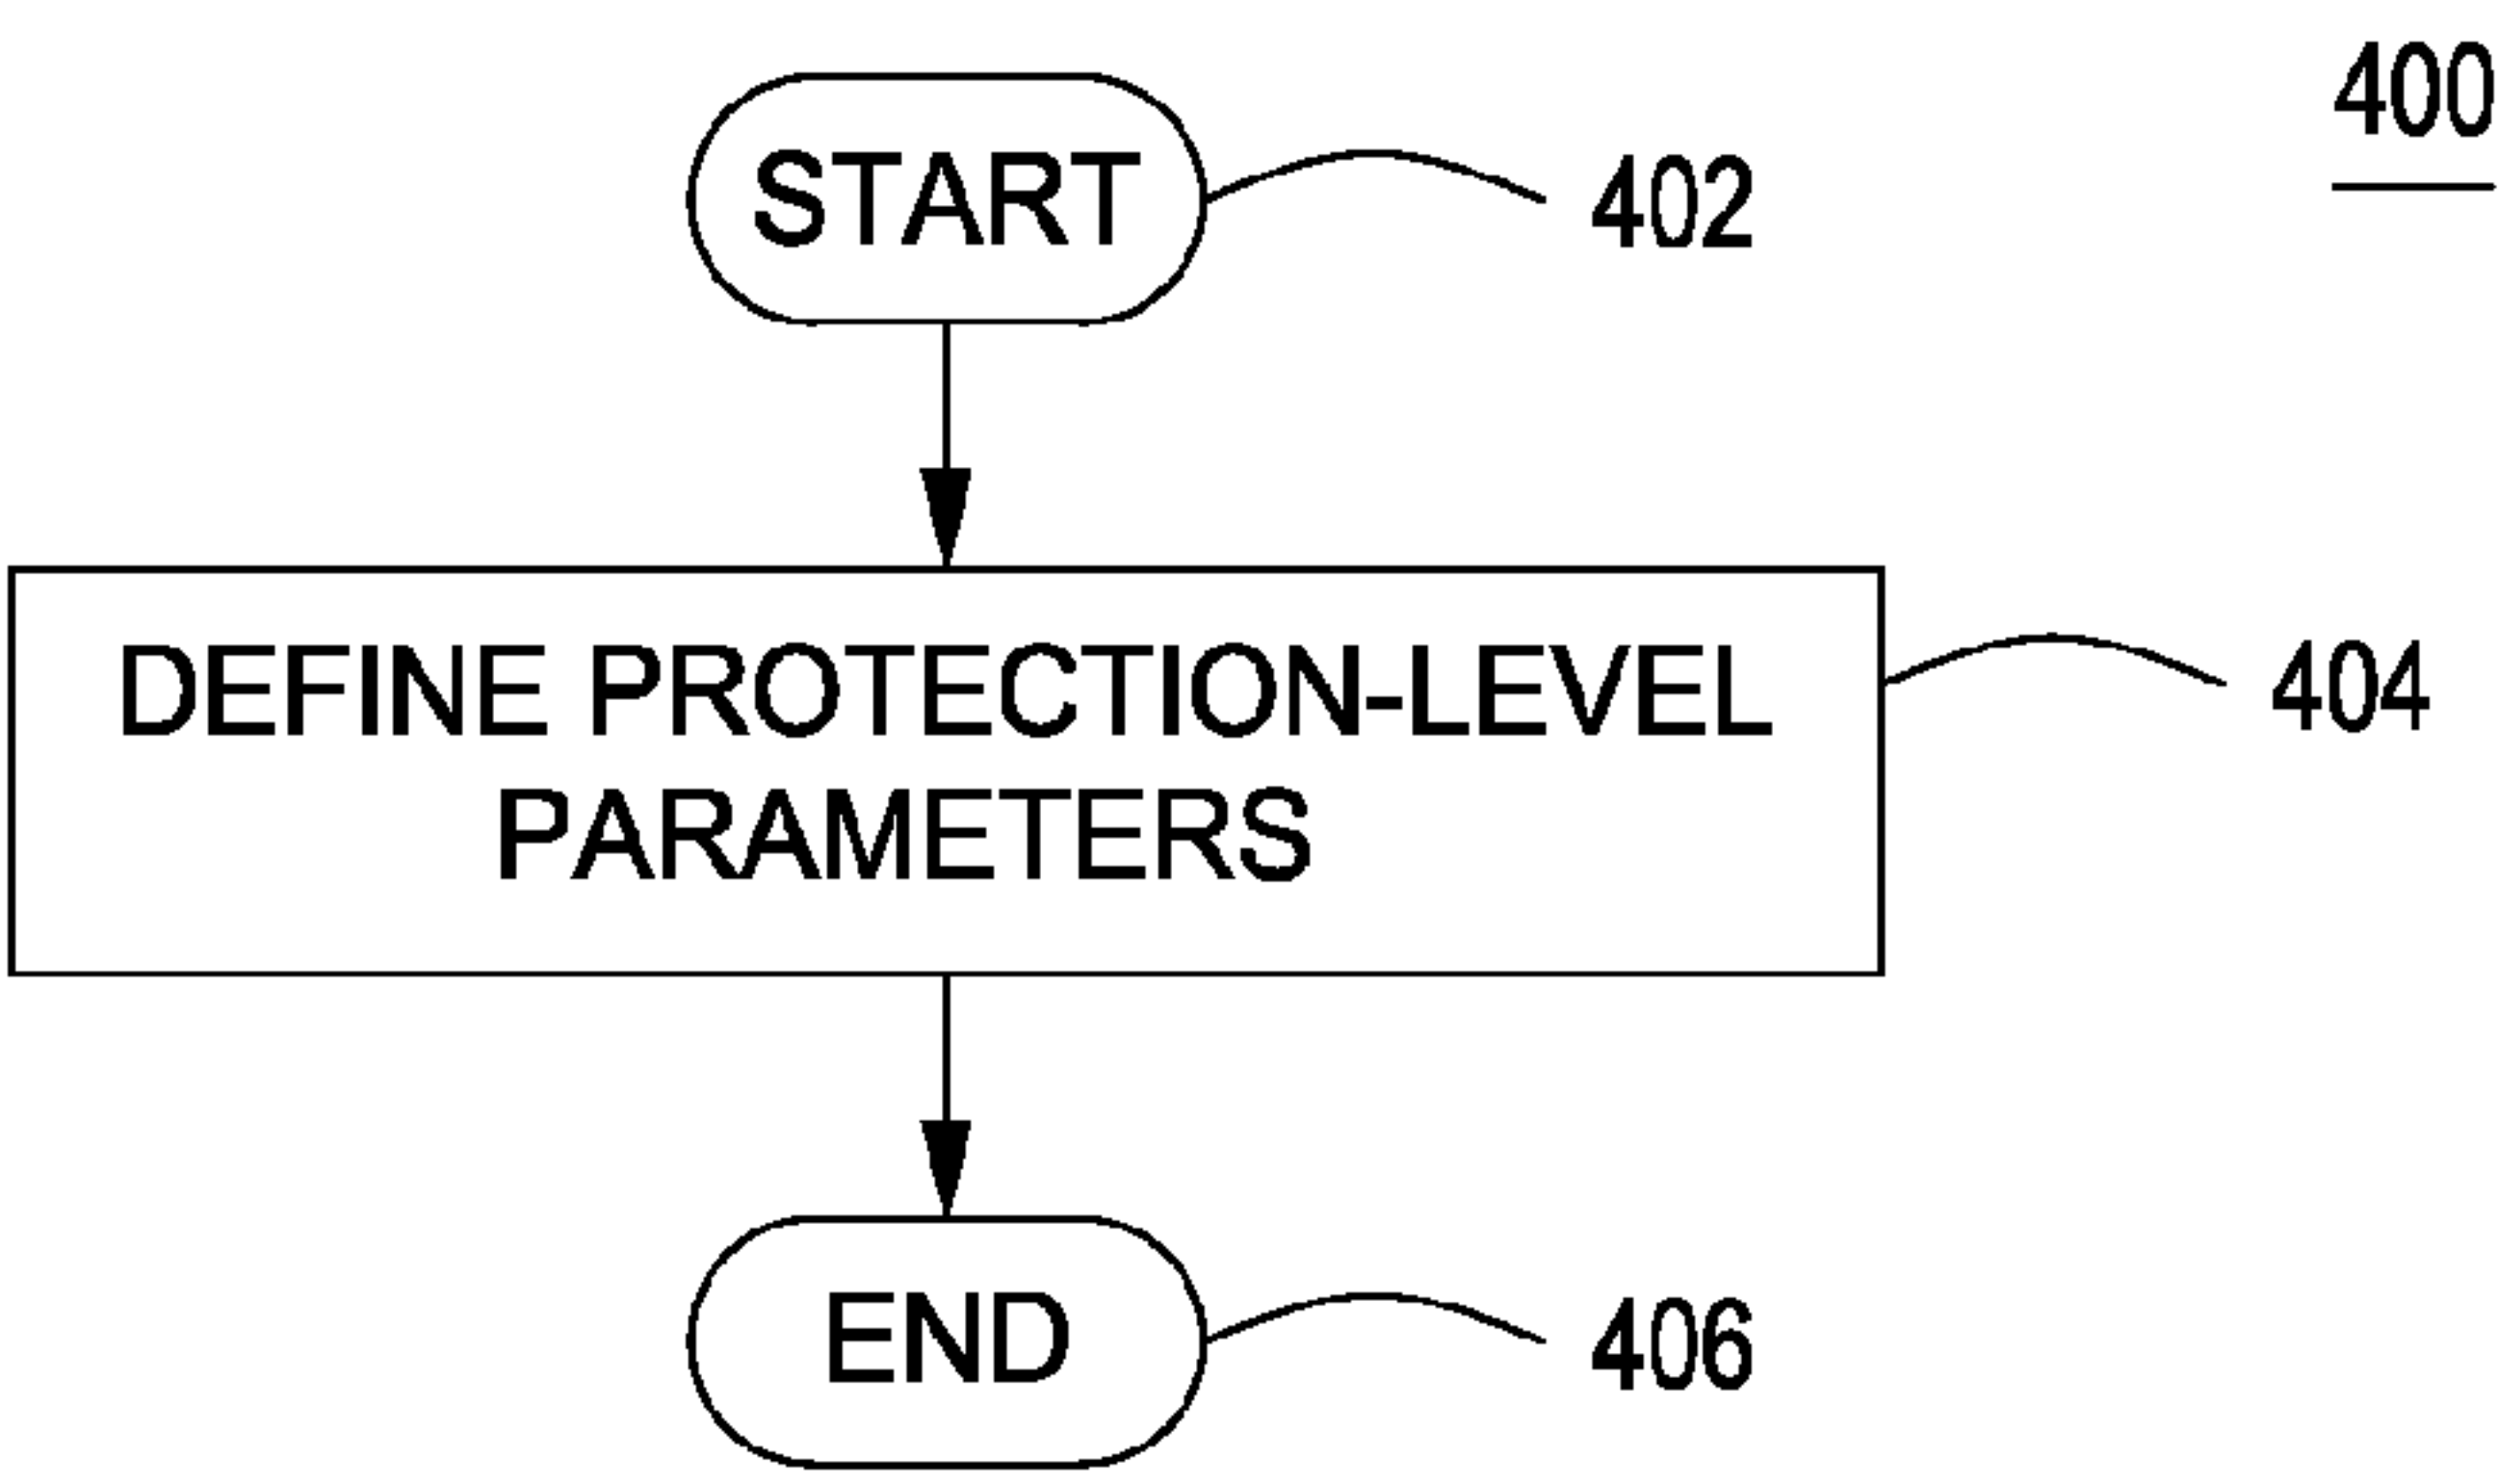 400
START
402
DEFINE PROTECTION-LEVEL
PARAMETERS
404
END
406